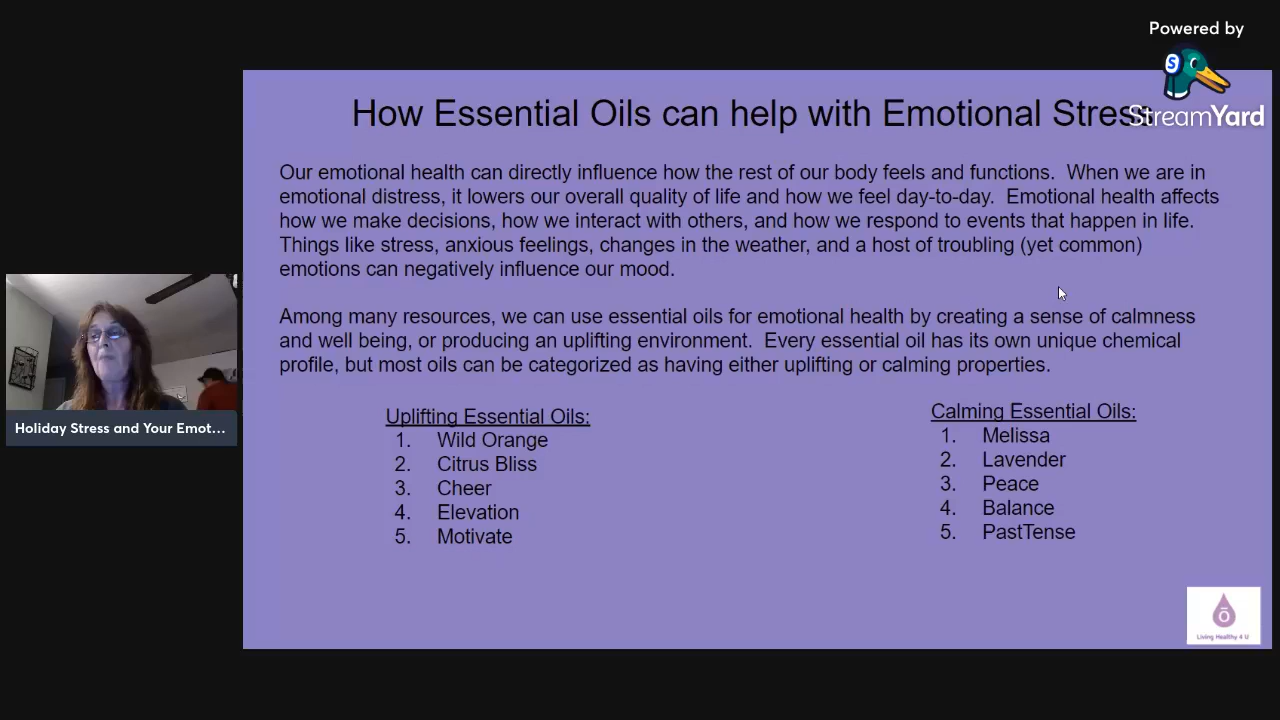 Powered by
StreamYard
How Essential Oils can help with Emotional Stress
Our emotional health can directly influence how the rest of our body feels and functions.  When we are in
emotional distress, it lowers our overall quality of life and how we feel day-to-day.  Emotional health affects
how we make decisions, how we interact with others, and how we respond to events that happen in life.
Things like stress, anxious feelings, changes in the weather, and a host of troubling (yet common)
emotions can negatively influence our mood.
Among many resources, we can use essential oils for emotional health by creating a sense of calmness
and well being, or producing an uplifting environment.  Every essential oil has its own unique chemical
profile, but most oils can be categorized as having either uplifting or calming properties.
Uplifting Essential Oils:
1. Wild Orange
2. Citrus Bliss
3. Cheer
4. Elevation
5. Motivate
Calming Essential Oils:
1. Melissa
2. Lavender
3. Peace
4. Balance
5. PastTense
Holiday Stress and Your Emot...
ō
Living Healthy 4 U